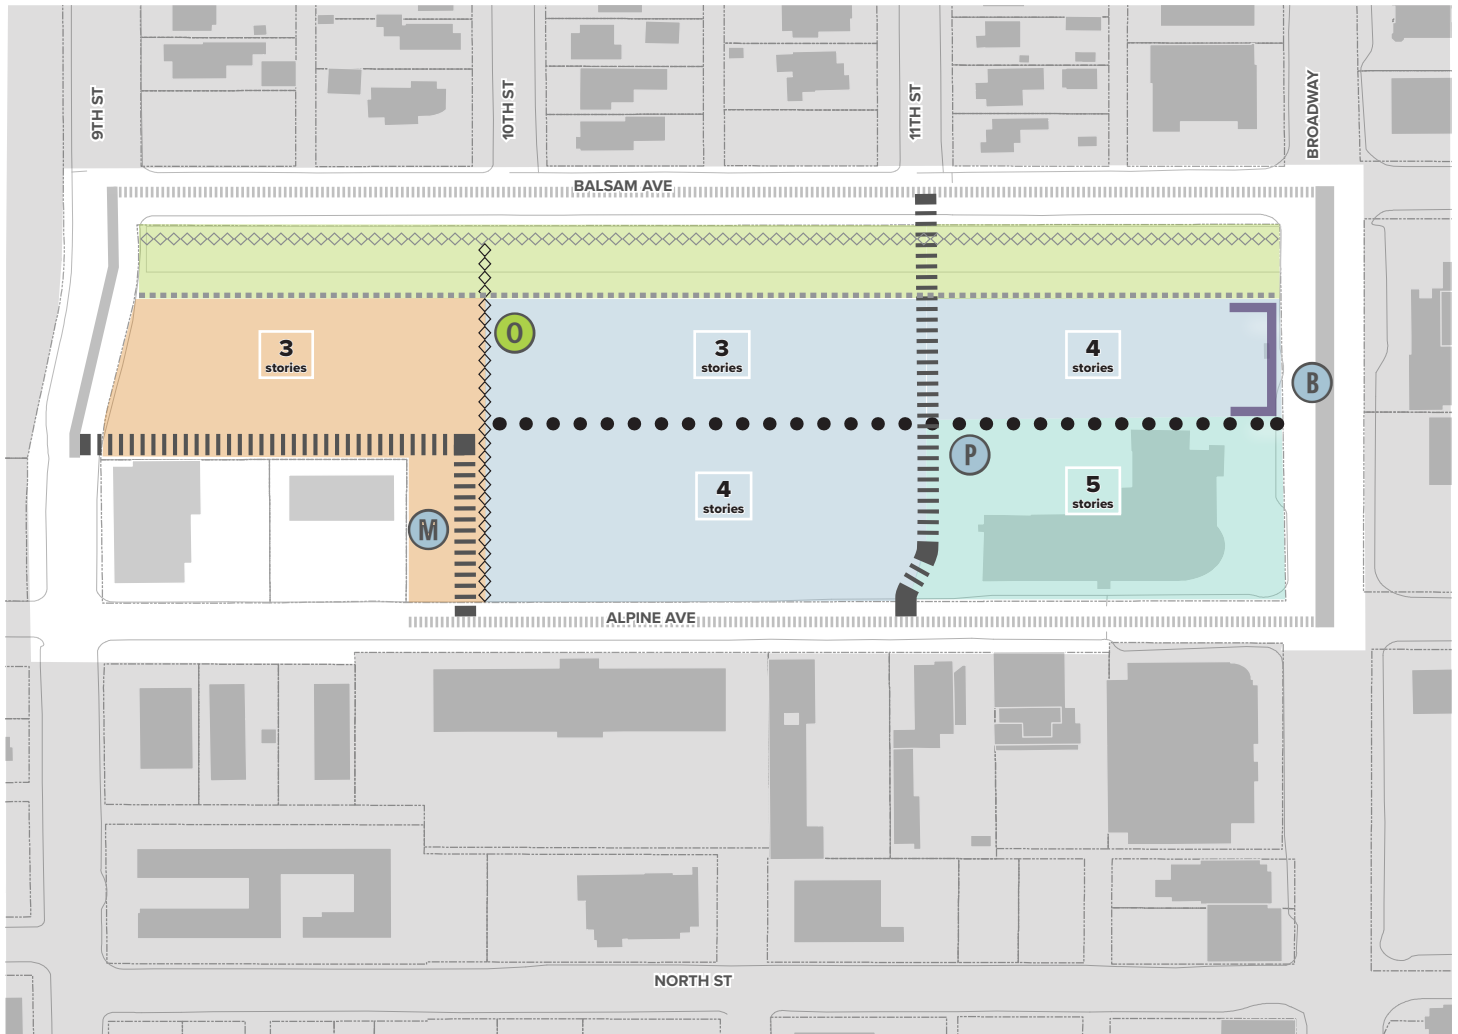 9TH ST
10TH ST
11TH ST
BROADWAY
BALSAM AVE
O
3
stories
3
stories
4
stories
B
P
M
4
stories
5
stories
ALPINE AVE
NORTH ST